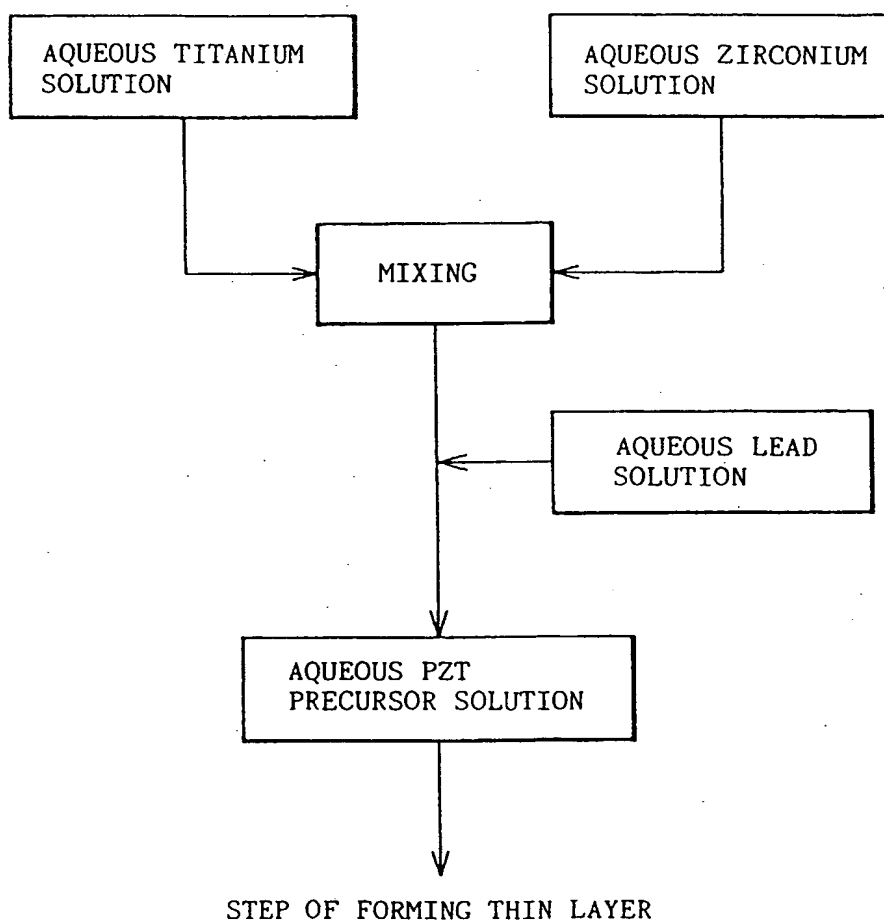 AQUEOUS TITANIUM
SOLUTION
AQUEOUS ZIRCONIUM
SOLUTION
MIXING
AQUEOUS LEAD
SOLUTION
AQUEOUS PZT
PRECURSOR SOLUTION
STEP OF FORMING THIN LAYER